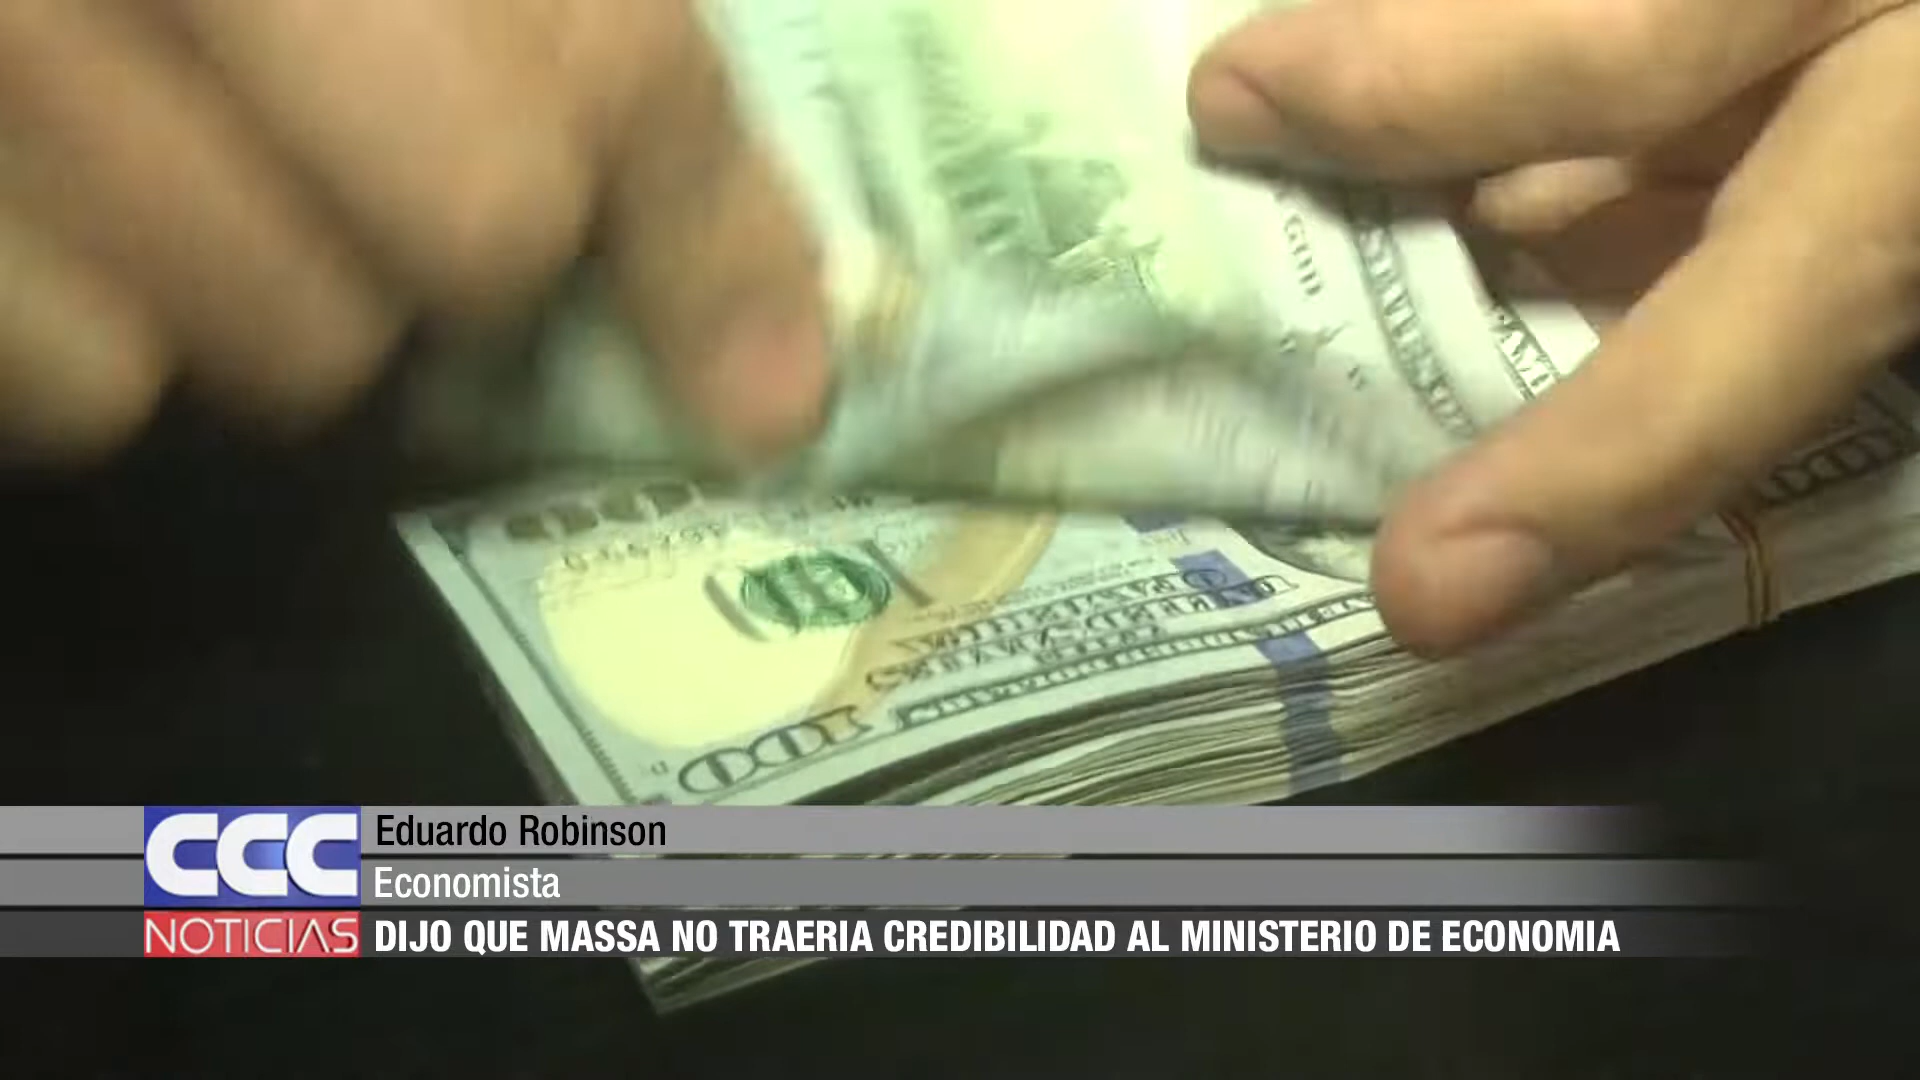 Eduardo Robinson
Economista
CCC
NOTICIAS
DIJO QUE MASSA NO TRAERIA CREDIBILIDAD AL MINISTERIO DE ECONOMIA